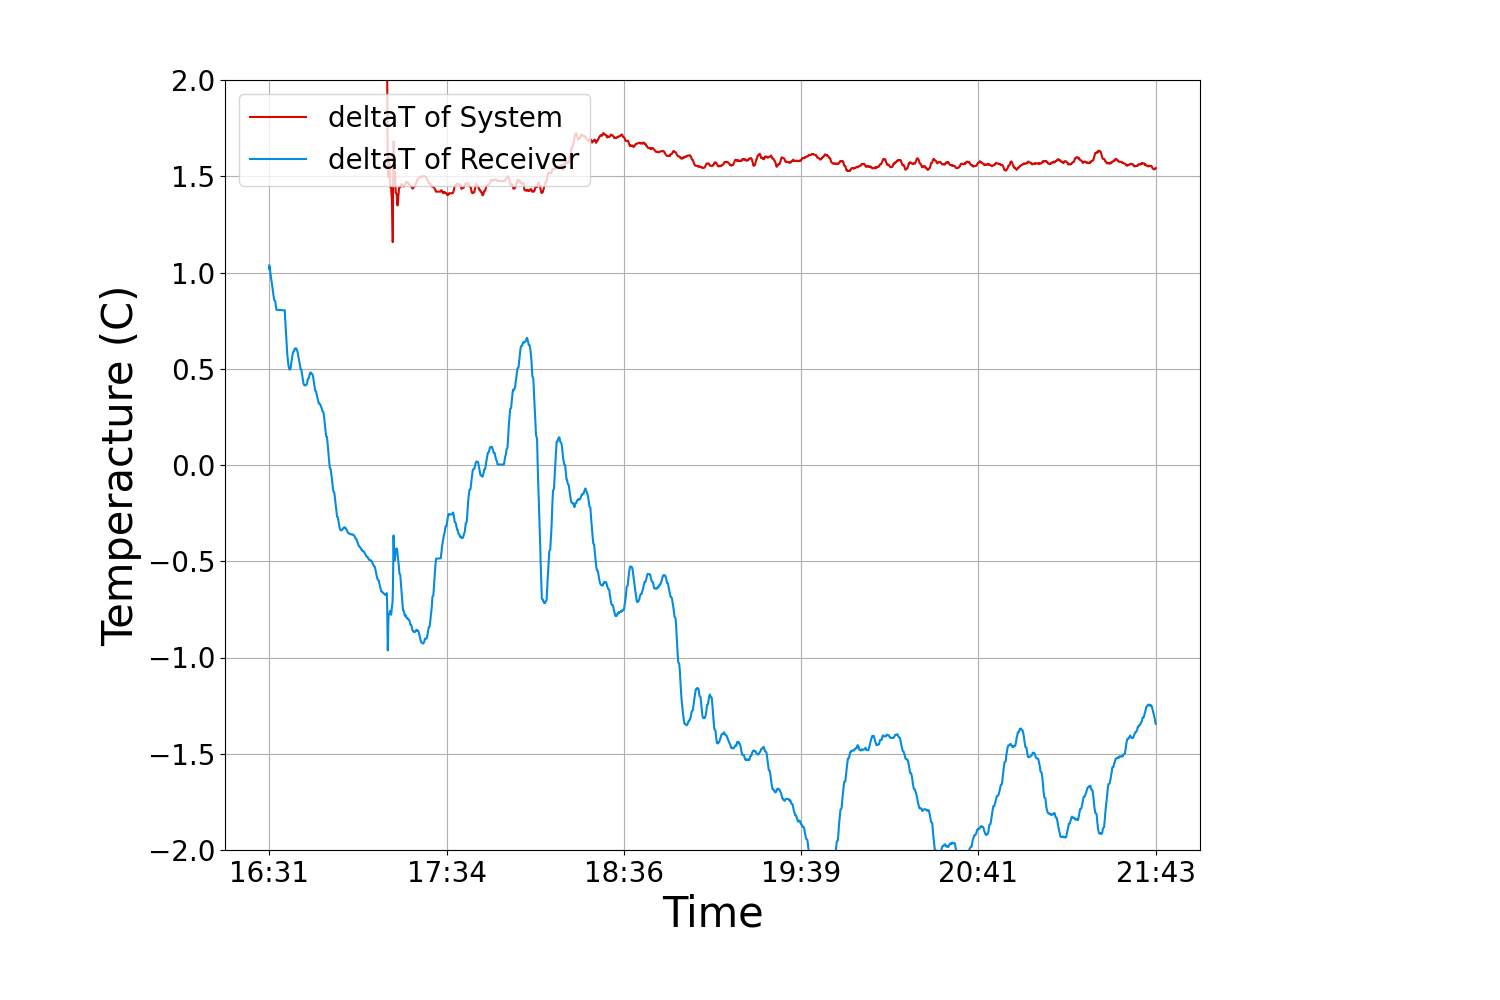 deltaT of System
deltaT of Receiver
2.0
1.5
1.0
0.5
0.0
−0.5
−1.0
−1.5
−2.0
Temperacture (C)
16:31 17:34 18:36 19:39 20:41 21:43
Time